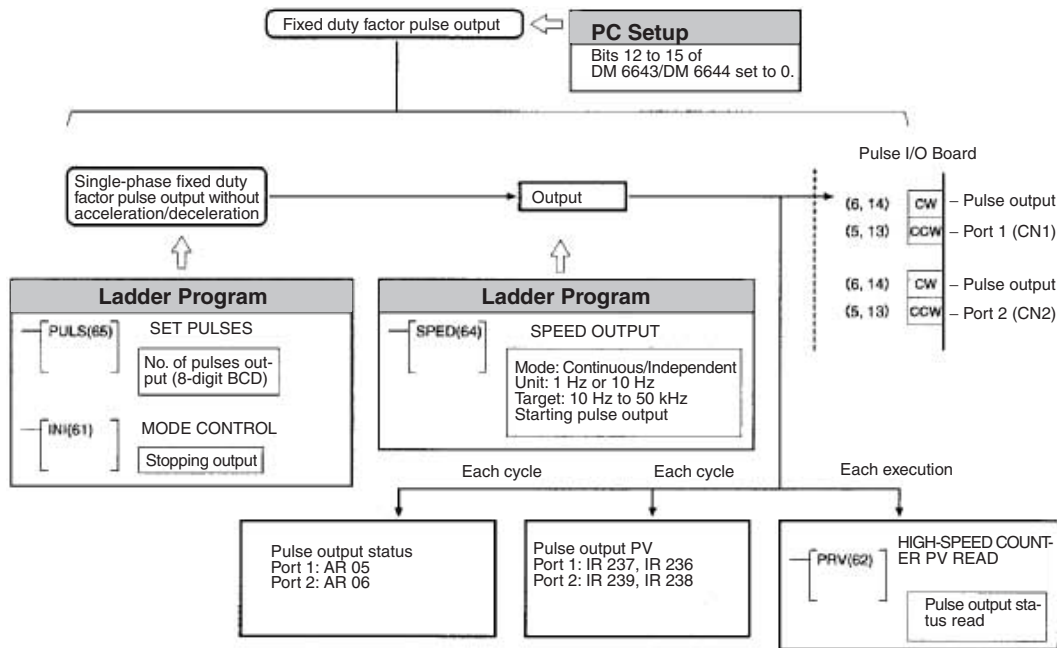 Fixed duty factor pulse output
PC Setup
Bits 12 to 15 of
DM 6643/DM 6644 set to 0.
Pulse I/O Board
Single-phase fixed duty
factor pulse output without
acceleration/deceleration
Output
(6, 14) CW – Pulse output
(5, 13) CCW – Port 1 (CN1)
(6, 14) CW – Pulse output
(5, 13) CCW – Port 2 (CN2)
Ladder Program
PULS(65) SET PULSES
No. of pulses out-
put (8-digit BCD)
INI(61) MODE CONTROL
Stopping output
Ladder Program
SPED(64) SPEED OUTPUT
Mode: Continuous/Independent
Unit: 1 Hz or 10 Hz
Target: 10 Hz to 50 kHz
Starting pulse output
Each cycle
Each cycle
Each execution
Pulse output status
Port 1: AR 05
Port 2: AR 06
Pulse output PV
Port 1: IR 237, IR 236
Port 2: IR 239, IR 238
PRV(62) HIGH-SPEED COUNT-
ER PV READ
Pulse output sta-
tus read